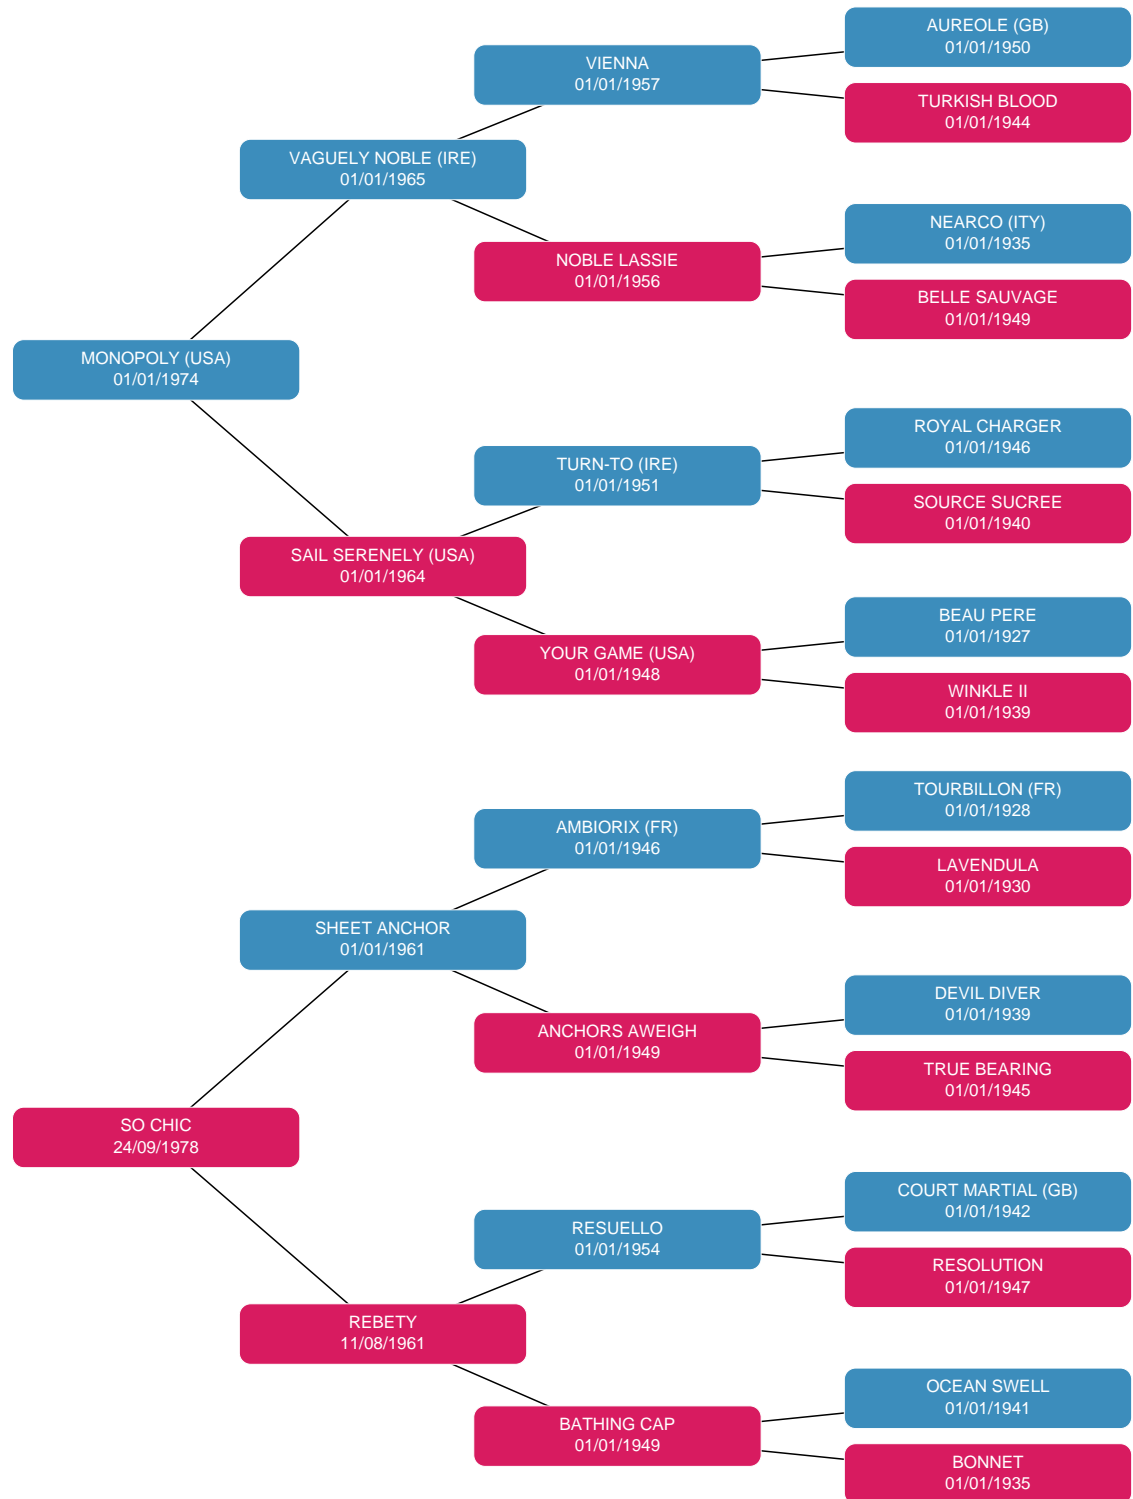 AUREOLE (GB)
01/01/1950
VIENNA
01/01/1957
TURKISH BLOOD
01/01/1944
VAGUELY NOBLE (IRE)
01/01/1965
NEARCO (ITY)
01/01/1935
NOBLE LASSIE
01/01/1956
BELLE SAUVAGE
01/01/1949
MONOPOLY (USA)
01/01/1974
ROYAL CHARGER
01/01/1946
TURN-TO (IRE)
01/01/1951
SOURCE SUCREE
01/01/1940
SAIL SERENELY (USA)
01/01/1964
BEAU PERE
01/01/1927
YOUR GAME (USA)
01/01/1948
WINKLE II
01/01/1939
TOURBILLON (FR)
01/01/1928
AMBIORIX (FR)
01/01/1946
LAVENDULA
01/01/1930
SHEET ANCHOR
01/01/1961
DEVIL DIVER
01/01/1939
ANCHORS AWEIGH
01/01/1949
TRUE BEARING
01/01/1945
SO CHIC
24/09/1978
COURT MARTIAL (GB)
01/01/1942
RESUELLO
01/01/1954
RESOLUTION
01/01/1947
REBETY
11/08/1961
OCEAN SWELL
01/01/1941
BATHING CAP
01/01/1949
BONNET
01/01/1935